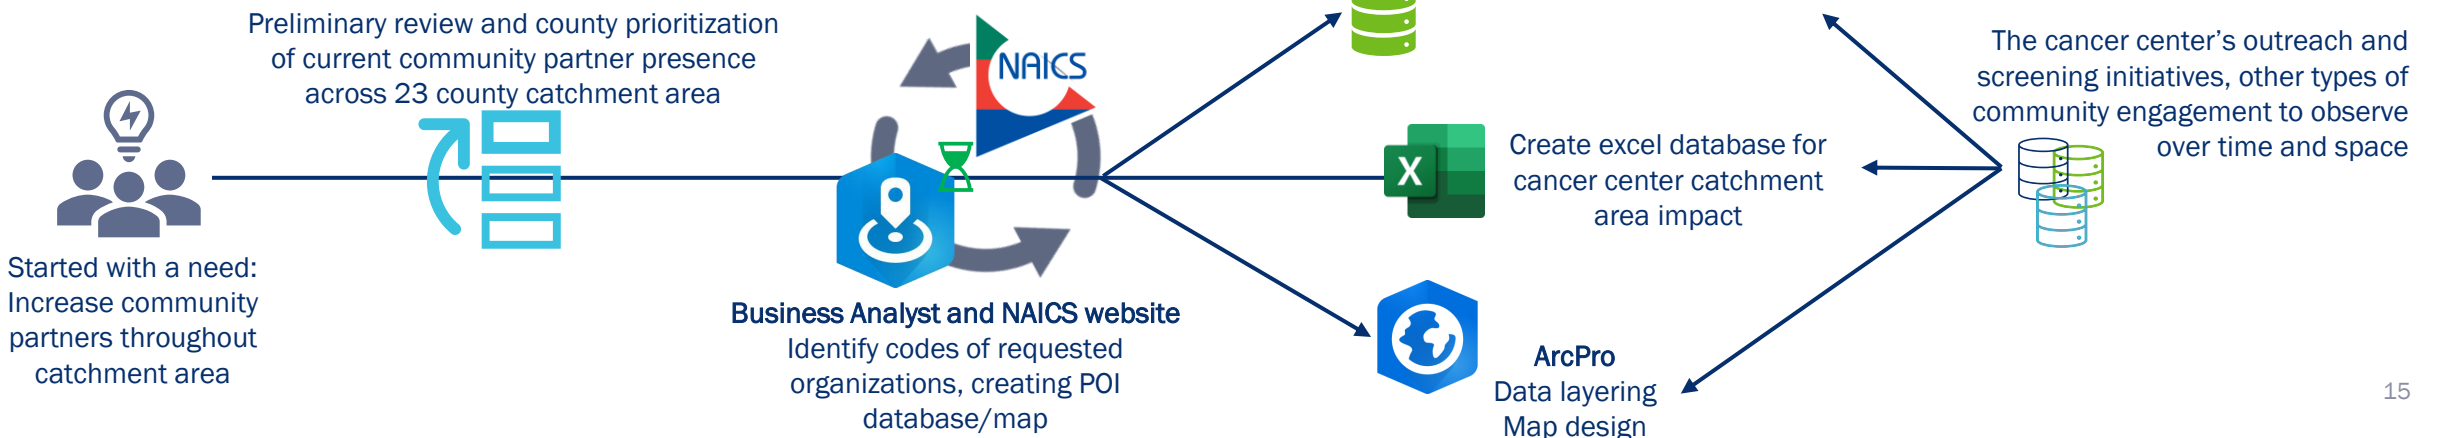 Preliminary review and county prioritization
of current community partner presence
across 23 county catchment area
Started with a need:
Increase community
partners throughout
catchment area
NAICS
Business Analyst and NAICS website
Identify codes of requested
organizations, creating POI
database/map
X
Create excel database for
cancer center catchment
area impact
ArcPro
Data layering
Map design
The cancer center’s outreach and
screening initiatives, other types of
community engagement to observe
over time and space
15